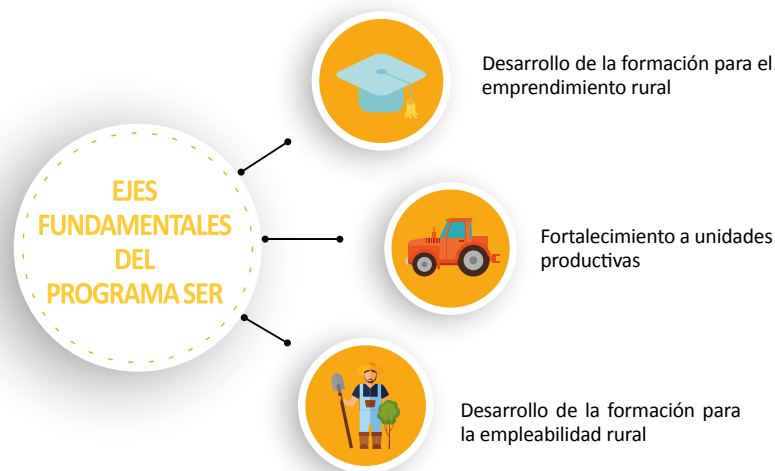 EJES
FUNDAMENTALES
DEL
PROGRAMA SER
Desarrollo de la formación para el
emprendimiento rural
Fortalecimiento a unidades
productivas
Desarrollo de la formación para
la empleabilidad rural